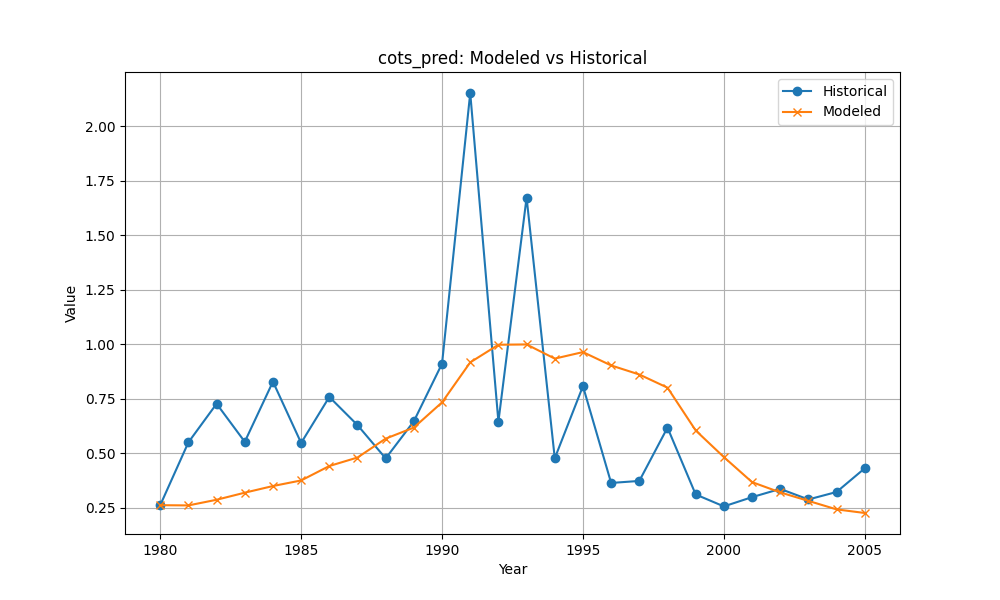 cots_pred: Modeled vs Historical
Historical
Modeled
Value
2.00
1.75
1.50
1.25
1.00
0.75
0.50
0.25
1980 1985 1990 1995 2000 2005
Year